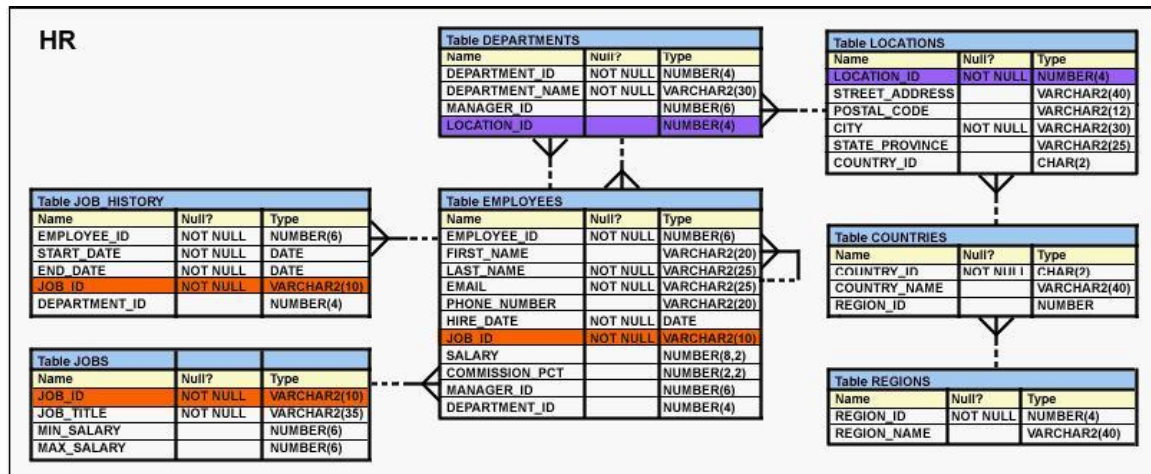 HR
Table DEPARTMENTS
Name Null? Type
DEPARTMENT_ID NOT NULL NUMBER(4)
DEPARTMENT_NAME NOT NULL VARCHAR2(30)
MANAGER_ID NUMBER(6)
LOCATION_ID NUMBER(4)
Table LOCATIONS
Name Null? Type
LOCATION_ID NOT NULL NUMBER(4)
STREET_ADDRESS VARCHAR2(40)
POSTAL_CODE VARCHAR2(12)
CITY NOT NULL VARCHAR2(30)
STATE_PROVINCE VARCHAR2(25)
COUNTRY_ID CHAR(2)
Table JOB_HISTORY
Name Null? Type
EMPLOYEE_ID NOT NULL NUMBER(6)
START_DATE NOT NULL DATE
END_DATE NOT NULL DATE
JOB_ID NOT NULL VARCHAR2(10)
DEPARTMENT_ID NUMBER(4)
Table EMPLOYEES
Name Null? Type
EMPLOYEE_ID NOT NULL NUMBER(6)
FIRST_NAME VARCHAR2(20)
LAST_NAME NOT NULL VARCHAR2(25)
EMAIL NOT NULL VARCHAR2(25)
PHONE_NUMBER VARCHAR2(20)
HIRE_DATE NOT NULL DATE
JOB_ID NOT NULL VARCHAR2(10)
SALARY NUMBER(8,2)
COMMISSION_PCT NUMBER(2,2)
MANAGER_ID NUMBER(6)
DEPARTMENT_ID NUMBER(4)
Table COUNTRIES
Name Null? Type
COUNTRY_ID NOT NULL CHAR(2)
COUNTRY_NAME VARCHAR2(40)
REGION_ID NUMBER
Table JOBS
Name Null? Type
JOB_ID NOT NULL VARCHAR2(10)
JOB_TITLE NOT NULL VARCHAR2(35)
MIN_SALARY NUMBER(6)
MAX_SALARY NUMBER(6)
Table REGIONS
Name Null? Type
REGION_ID NOT NULL NUMBER(4)
REGION_NAME VARCHAR2(40)